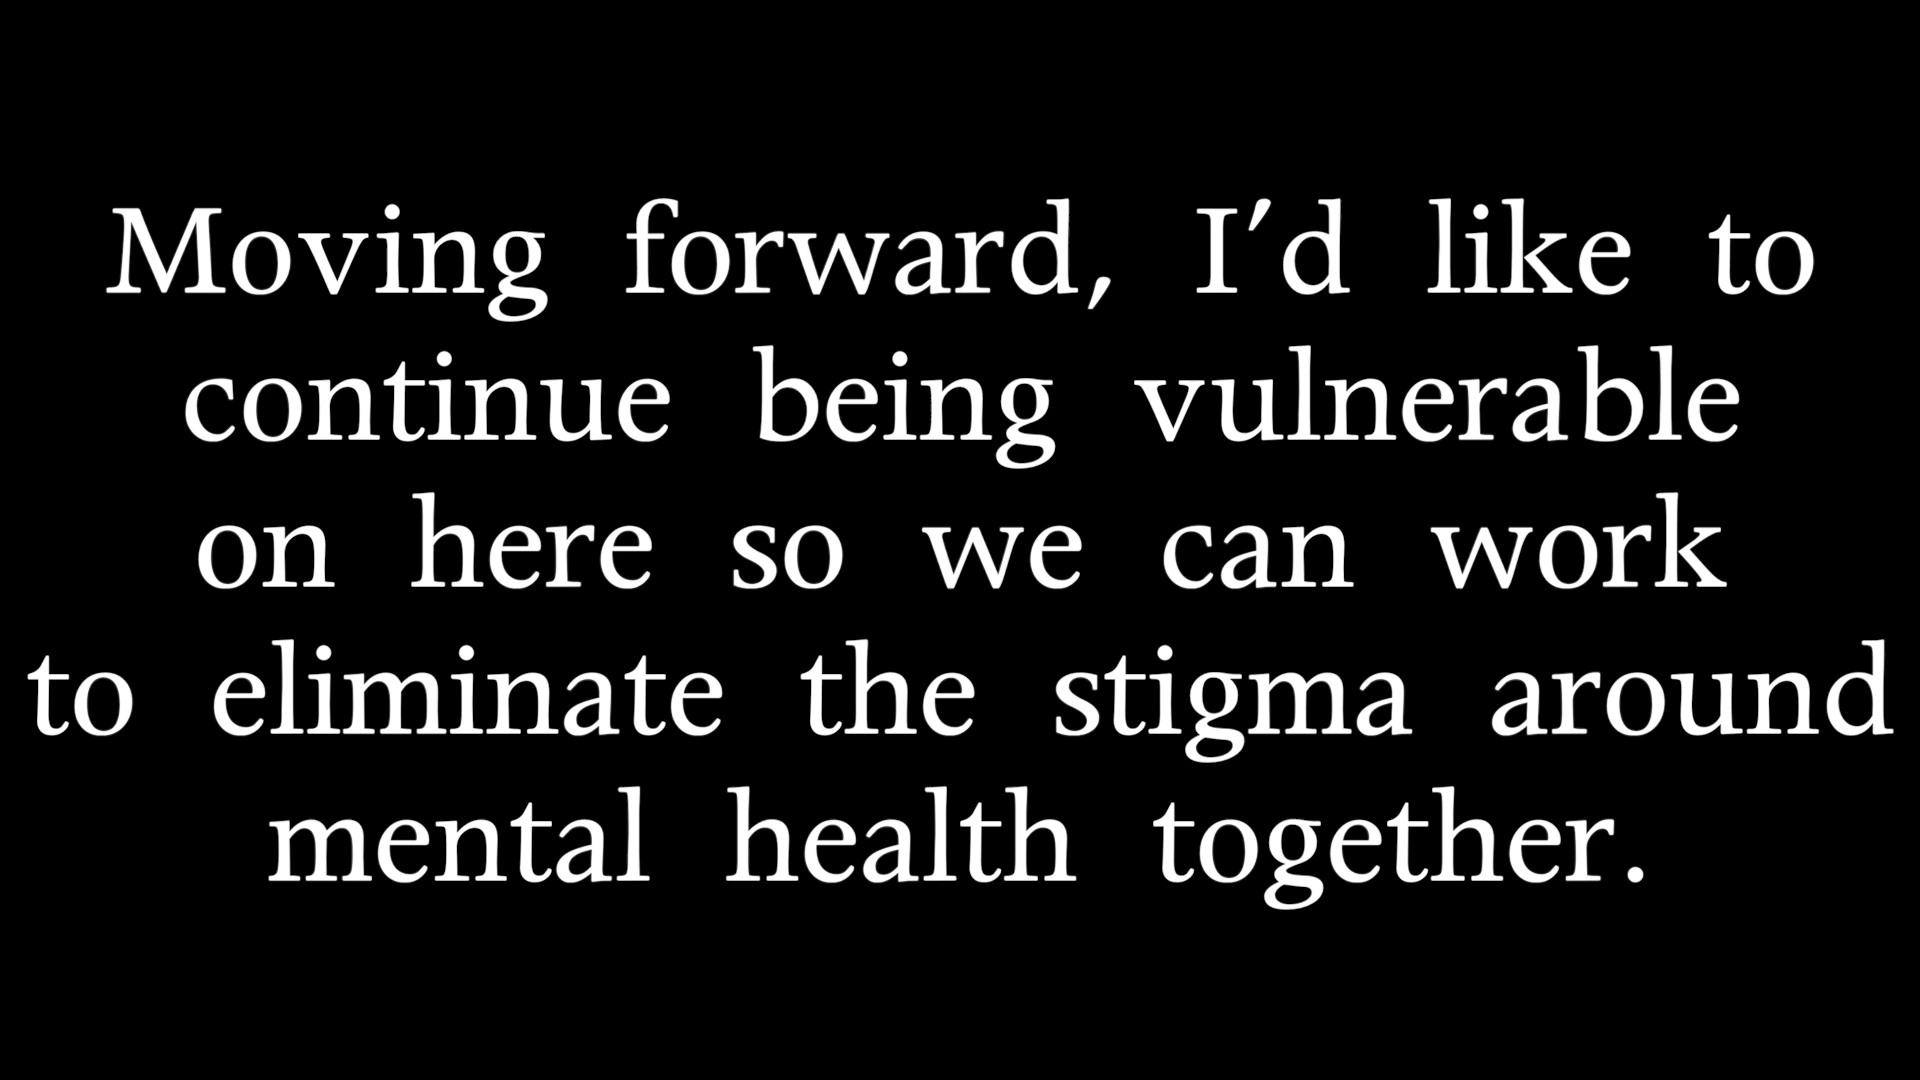 Moving forward, I'd like to
continue being vulnerable
on here so we can work
to eliminate the stigma around
mental health together.